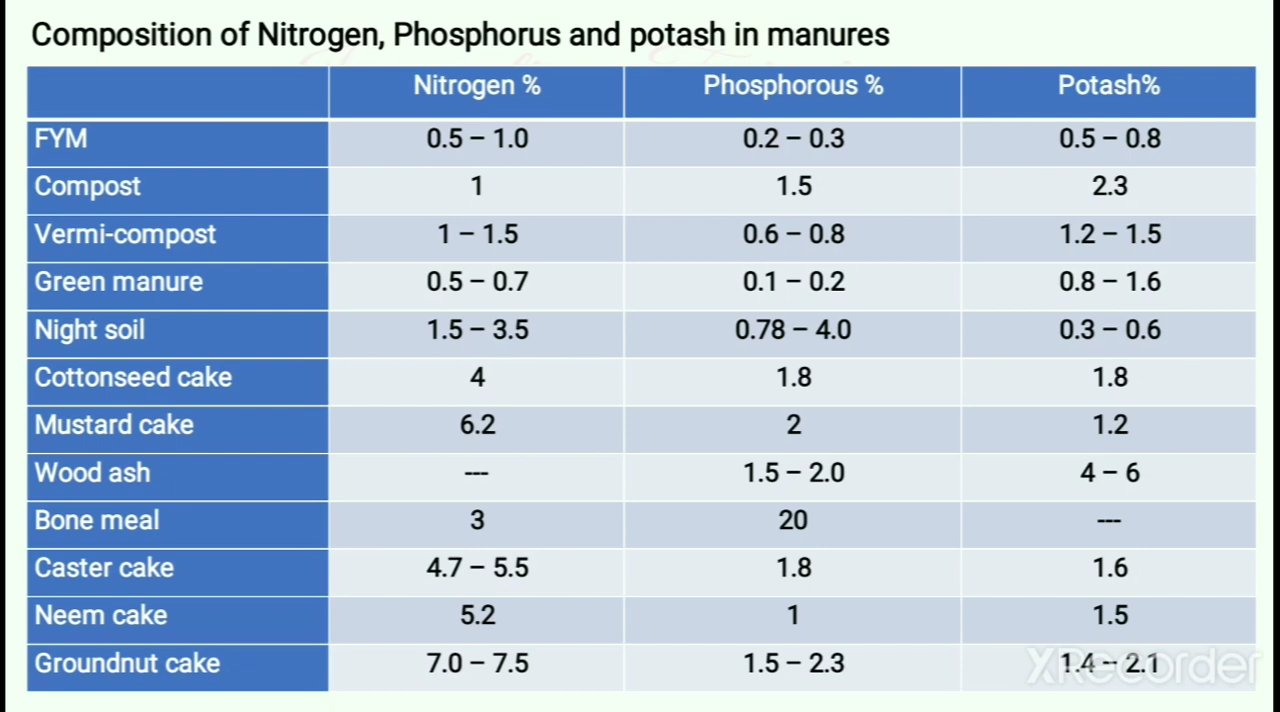 Composition of Nitrogen, Phosphorus and potash in manures
Nitrogen % Phosphorous % Potash%
FYM 0.5 – 1.0 0.2 – 0.3 0.5 – 0.8
Compost 1 1.5 2.3
Vermi-compost 1 – 1.5 0.6 – 0.8 1.2 – 1.5
Green manure 0.5 – 0.7 0.1 – 0.2 0.8 – 1.6
Night soil 1.5 – 3.5 0.78 – 4.0 0.3 – 0.6
Cottonseed cake 4 1.8 1.8
Mustard cake 6.2 2 1.2
Wood ash --- 1.5 – 2.0 4 – 6
Bone meal 3 20 ---
Caster cake 4.7 – 5.5 1.8 1.6
Neem cake 5.2 1 1.5
Groundnut cake 7.0 – 7.5 1.5 – 2.3 1.4 – 2.1
XRecorder